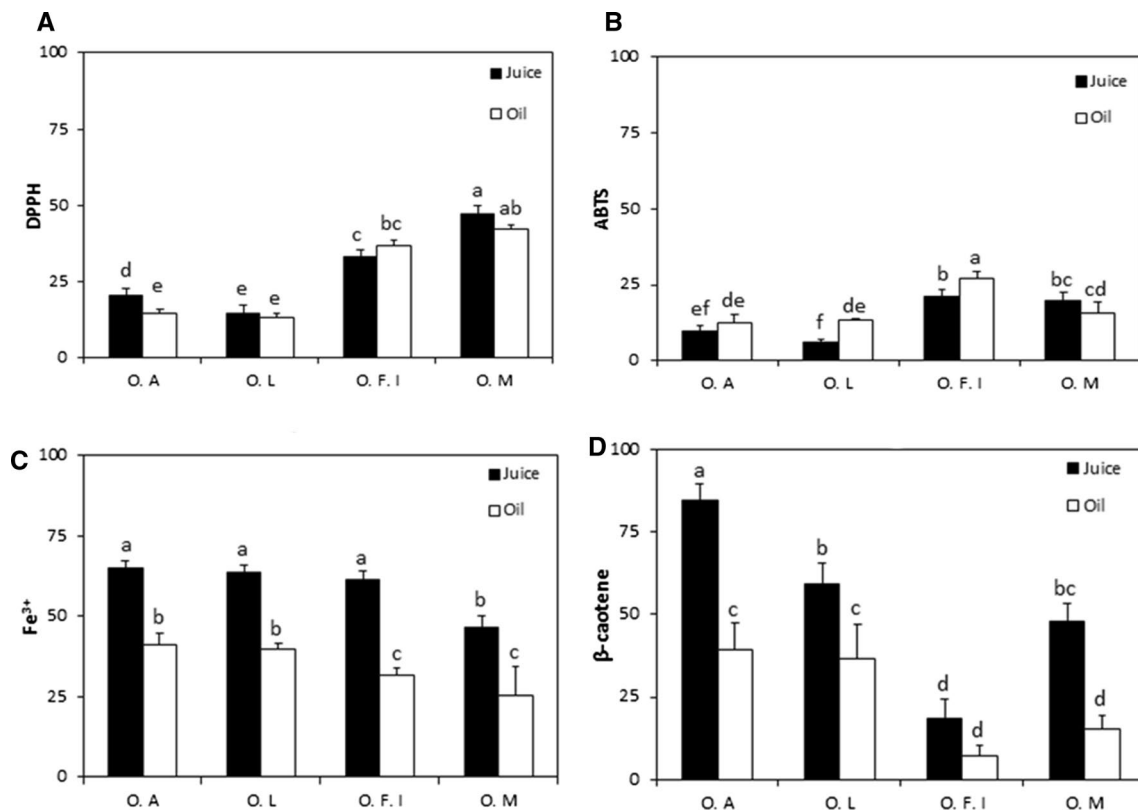 A
100
75
50
25
0
DPPH
Juice
Oil
d
e
e
e
c
bc
a
ab
O. A
O. L
O. F. I
O. M
B
100
75
50
25
0
ABTS
Juice
Oil
ef
de
f
de
b
a
bc
cd
O. A
O. L
O. F. I
O. M
C
100
75
50
25
0
Fe³⁺
Juice
Oil
a
b
a
b
a
c
b
c
O. A
O. L
O. F. I
O. M
D
100
75
50
25
0
β-caotene
Juice
Oil
a
c
b
c
d
d
bc
d
O. A
O. L
O. F. I
O. M